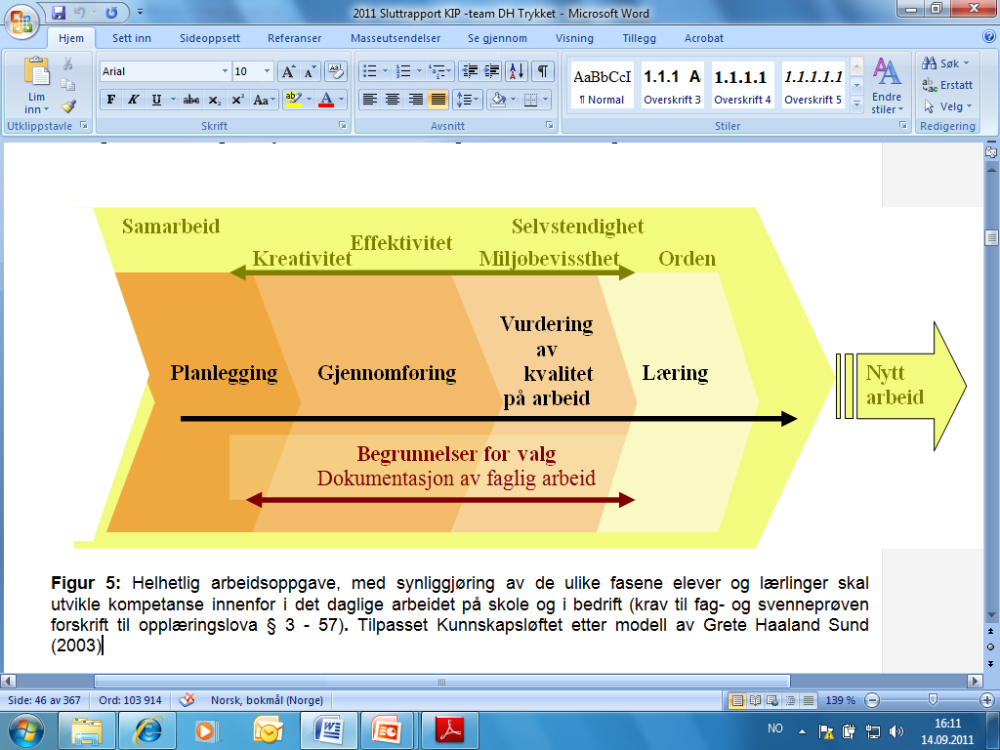 2011 Sluttrapport KIP -team DH Trykket - Microsoft Word
Hjem Sett inn Sideoppsett Referanser Masseutsendelser Se gjennom Visning Tillegg Acrobat
Lim inn
Utklippstavle
Arial 10
F K U abe x₂ x² Aa
Skrift
Avsnitt
AaBbCcI 1.1.1 A 1.1.1.1 1.1.1.1.1
¶ Normal Overskrift 3 Overskrift 4 Overskrift 5
Endre stiler
Stiler
Søk
Erstatt
Velg
Redigering
Samarbeid
Effektivitet
Selvstendighet
Kreativitet
Miljøbevissthet
Orden
Planlegging
Gjennomføring
Vurdering
av
kvalitet
på arbeid
Læring
Nytt
arbeid
Begrunnelser for valg
Dokumentasjon av faglig arbeid
Figur 5: Helhetlig arbeidsoppgave, med synliggjøring av de ulike fasene elever og lærlinger skal
utvikle kompetanse innenfor i det daglige arbeidet på skole og i bedrift (krav til fag- og svenneprøven
forskrift til opplæringslova § 3 - 57). Tilpasset Kunnskapsløftet etter modell av Grete Haaland Sund
(2003)
Side: 46 av 367 Ord: 103 914 Norsk, bokmål (Norge) 139 %
NO 16:11
14.09.2011